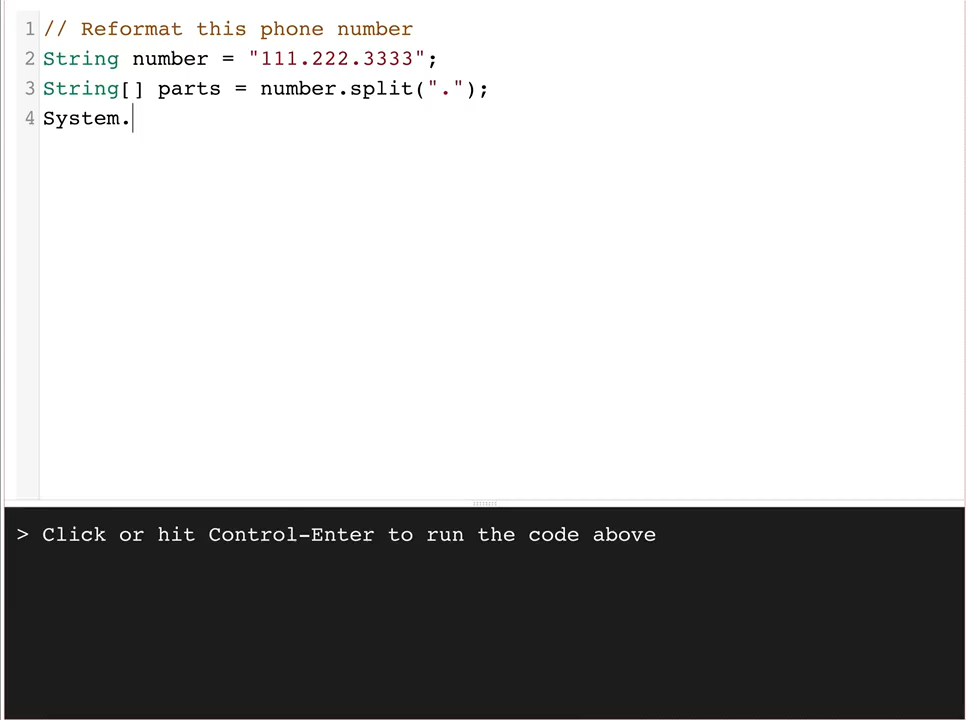 1 // Reformat this phone number
2 String number = "111.222.3333";
3 String[] parts = number.split(".");
4 System.
> Click or hit Control-Enter to run the code above